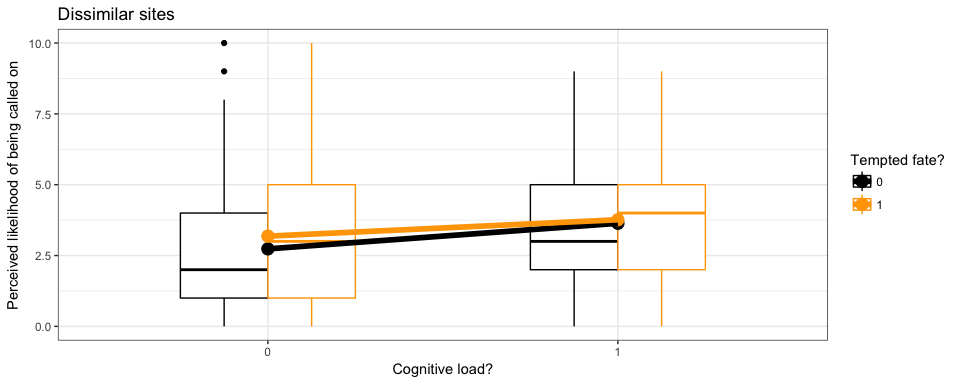 Dissimilar sites
Perceived likelihood of being called on
10.0
7.5
5.0
2.5
0.0
0
1
Cognitive load?
Tempted fate?
0
1